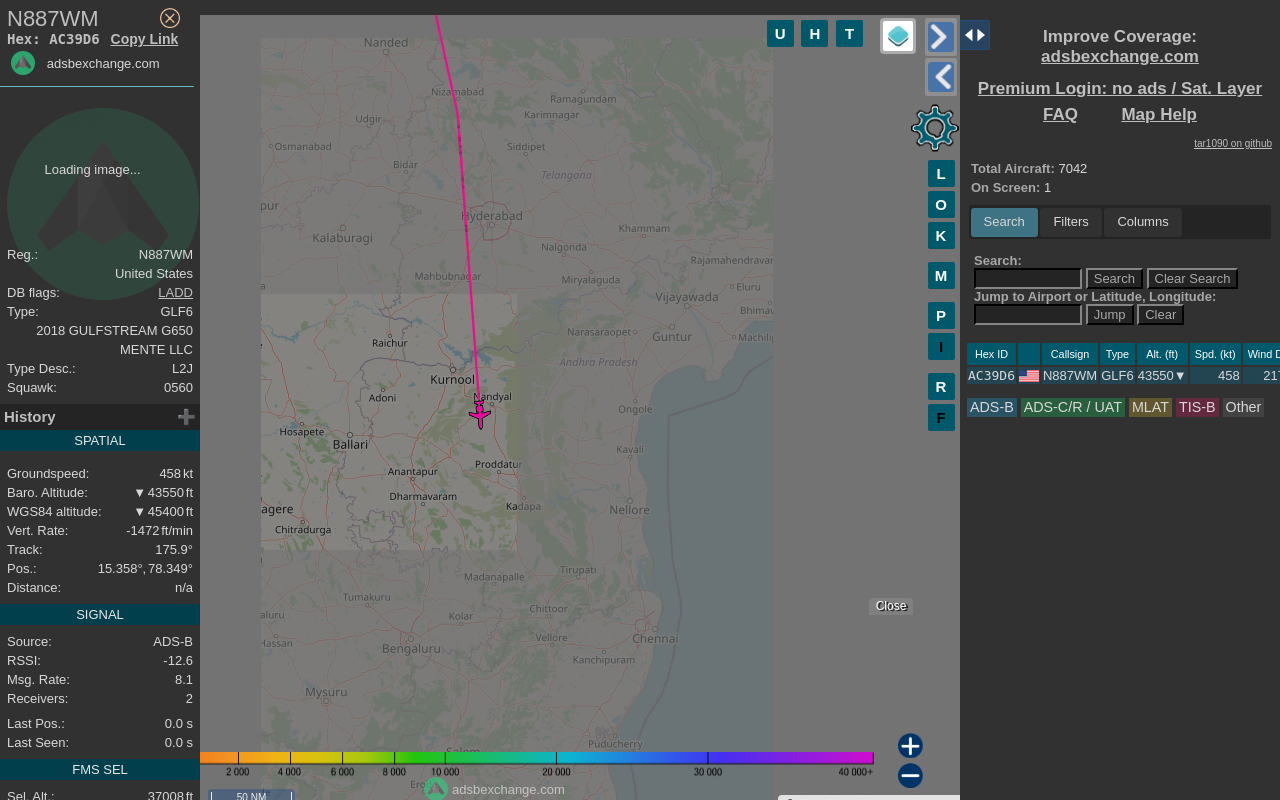 N887WM
Hex: AC39D6 Copy Link
adsbexchange.com
Loading image...
Reg.: N887WM
United States
DB flags: LADD
Type: GLF6
2018 GULFSTREAM G650
MENTE LLC
Type Desc.: L2J
Squawk: 0560
History
SPATIAL
Groundspeed: 458 kt
Baro. Altitude: ▼ 43550 ft
WGS84 altitude: ▼ 45400 ft
Vert. Rate: -1472 ft/min
Track: 175.9°
Pos.: 15.358°, 78.349°
Distance: n/a
SIGNAL
Source: ADS-B
RSSI: -12.6
Msg. Rate: 8.1
Receivers: 2
Last Pos.: 0.0 s
Last Seen: 0.0 s
FMS SEL
Sel. Alt.: 37008 ft
U H T
L
O
K
M
P
I
R
F
Nanded
Nizamabad
Ramagundam
Karimnagar
Udgir
Osmanabad
Siddipet
Bidar
Telangana
pur
Hyderabad
Kalaburagi
Khammam
Nalgonda
Rajamahendravar
Mahbubnagar
Miryalaguda
a
Eluru
Vijayawada
Bhimav
Narasaraopet
Guntur
Machilip
Raichur
Andhra Pradesh
Kurnool
Adoni
Nandyal
Ongole
Hosapete
Ballari
Kavali
Proddatur
Anantapur
Dharmavaram
Kadapa
agere
Nellore
Chitradurga
Tirupati
Madanapalle
Tumakuru
Chittoor
aluru
Kolar
Hassan
Vellore
Chennai
Bengaluru
Kanchipuram
Mysuru
Puducherry
Salem
Erod
Close
2 000 4 000 6 000 8 000 10 000 20 000 30 000 40 000+
adsbexchange.com
50 NM
Improve Coverage:
adsbexchange.com
Premium Login: no ads / Sat. Layer
FAQ Map Help
tar1090 on github
Total Aircraft: 7042
On Screen: 1
Search Filters Columns
Search:
Search Clear Search
Jump to Airport or Latitude, Longitude:
Jump Clear
Hex ID Callsign Type Alt. (ft) Spd. (kt) Wind D
AC39D6 N887WM GLF6 43550▼ 458 217
ADS-B ADS-C/R / UAT MLAT TIS-B Other